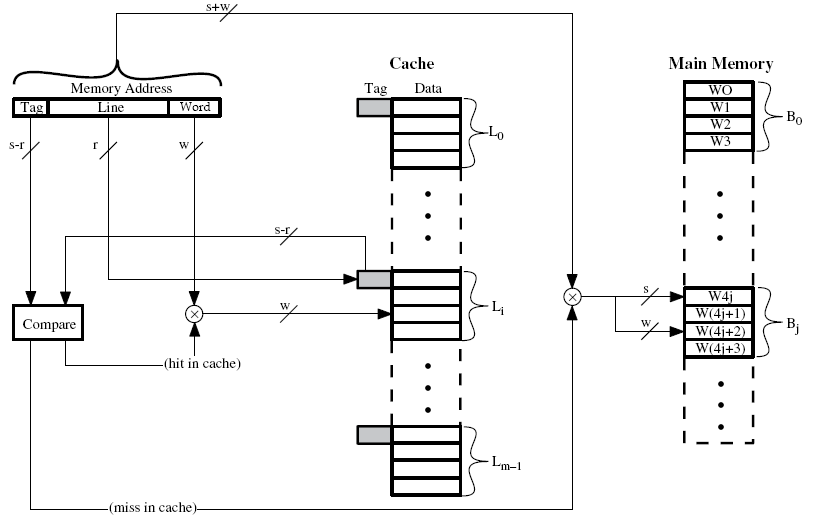 s+w
Cache
Main Memory
Memory Address
Tag Data
Tag Line Word
WO
W1
W2
W3
B0
L0
s-r
r
w
s-r
Compare
w
(hit in cache)
Li
s
w
W4j
W(4j+1)
W(4j+2)
W(4j+3)
Bj
Lm–1
(miss in cache)